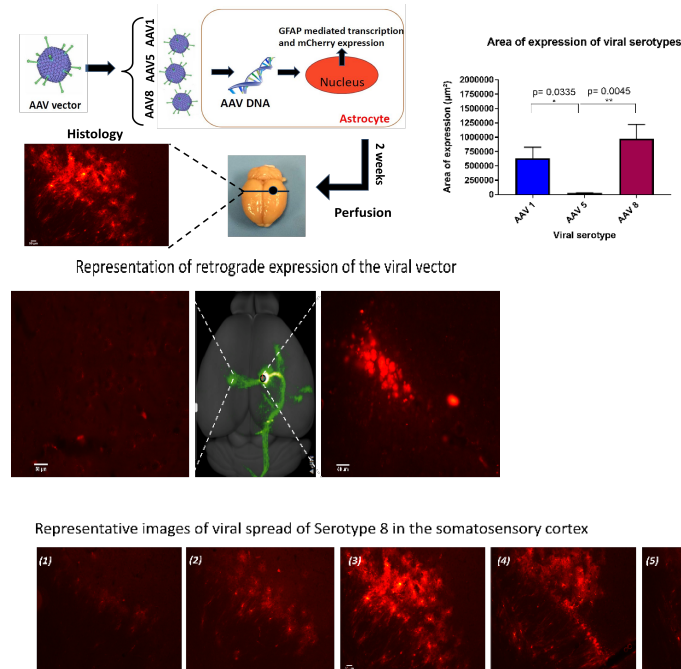 AAV vector
AAV1
AAV5
AAV8
AAV DNA
GFAP mediated transcription
and mCherry expression
Nucleus
Astrocyte
2 weeks
Perfusion
Histology
Area of expression of viral serotypes
Area of expression (µm²)
2000000
1750000
1500000
1250000
1000000
750000
500000
250000
0
p= 0.0335
*
p= 0.0045
**
AAV 1
AAV 5
AAV 8
Viral serotype
Representation of retrograde expression of the viral vector
Representative images of viral spread of Serotype 8 in the somatosensory cortex
(1)
(2)
(3)
(4)
(5)